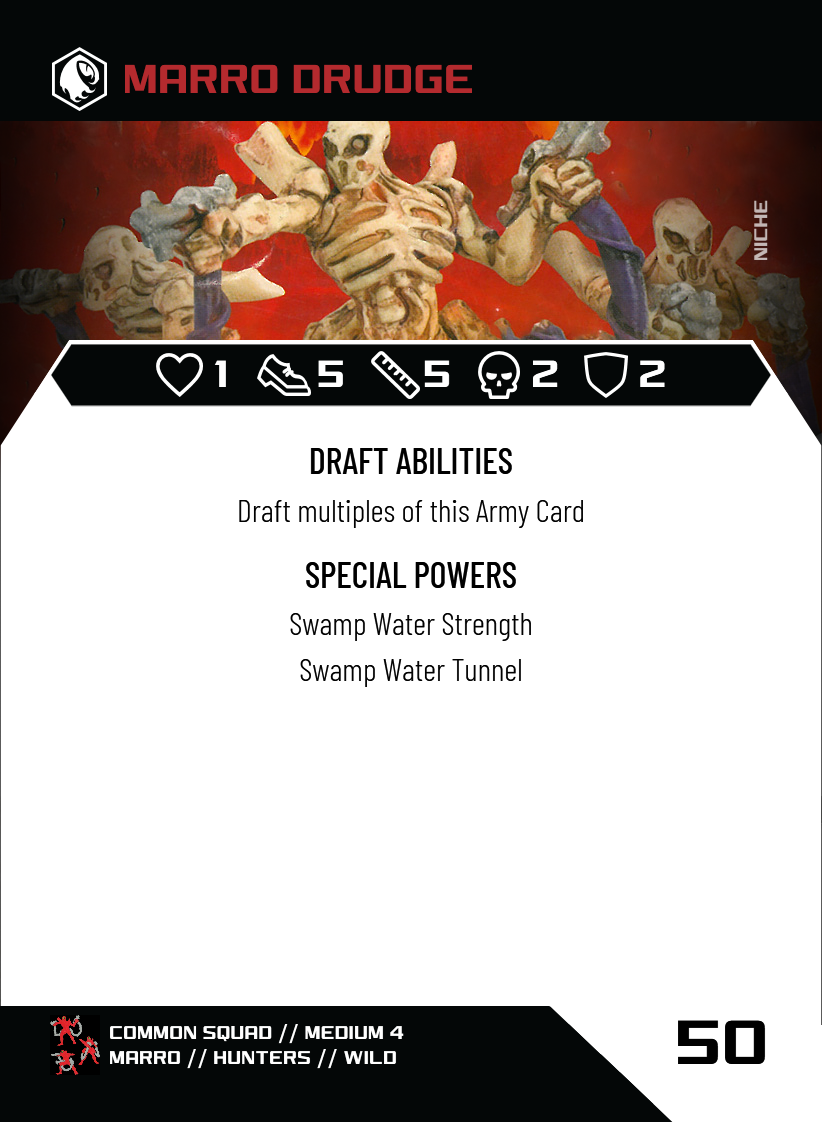 MARRO DRUDGE
NICHE
1 5 5 2 2
DRAFT ABILITIES
Draft multiples of this Army Card
SPECIAL POWERS
Swamp Water Strength
Swamp Water Tunnel
COMMON SQUAD // MEDIUM 4
MARRO // HUNTERS // WILD
50